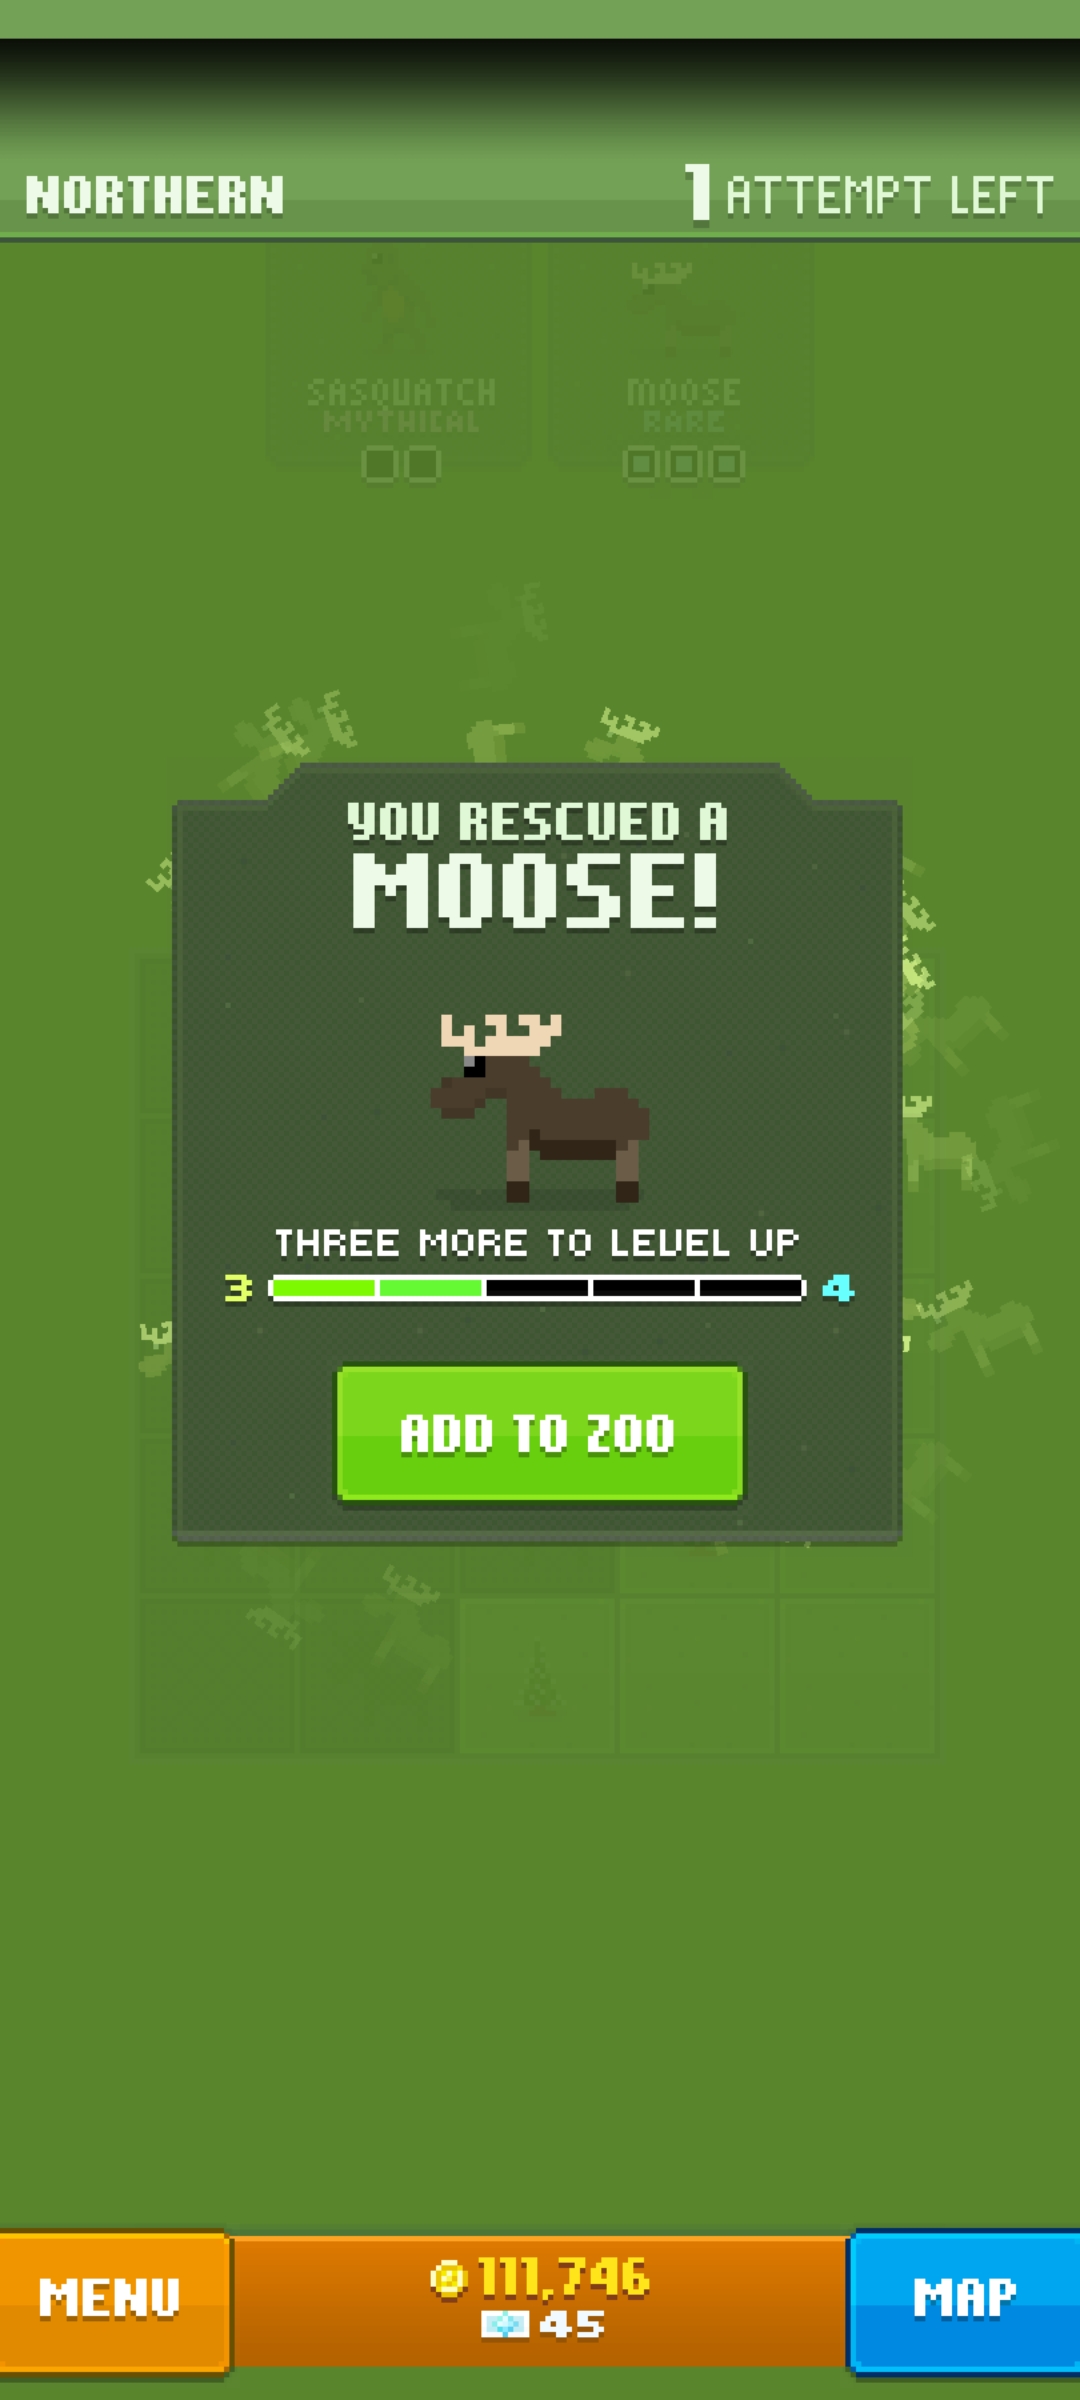 NORTHERN
1 ATTEMPT LEFT
SASQUATCH
MYTHICAL
MOOSE
RARE
YOU RESCUED A
MOOSE!
THREE MORE TO LEVEL UP
3 4
ADD TO ZOO
MENU
111,746
45
MAP